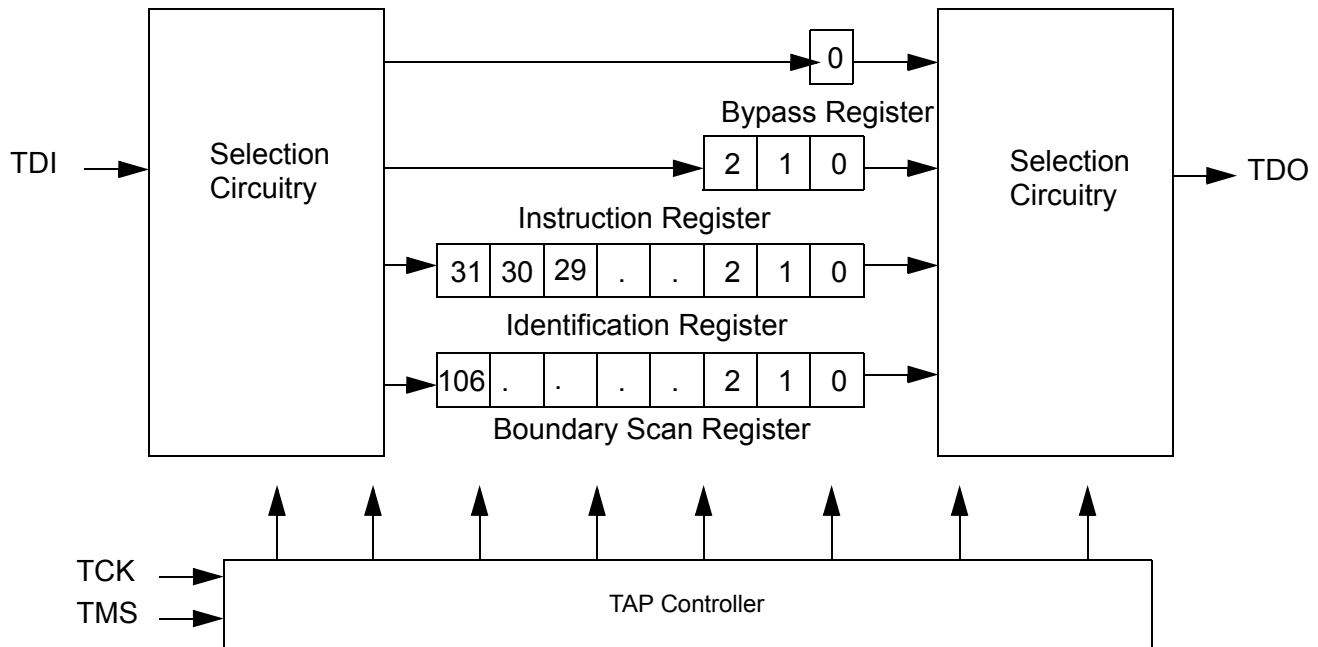 0
Bypass Register
TDI
Selection
Circuitry
2 1 0
Selection
Circuitry
TDO
Instruction Register
31 30 29 . . 2 1 0
Identification Register
106 . . . . 2 1 0
Boundary Scan Register
TCK
TMS
TAP Controller